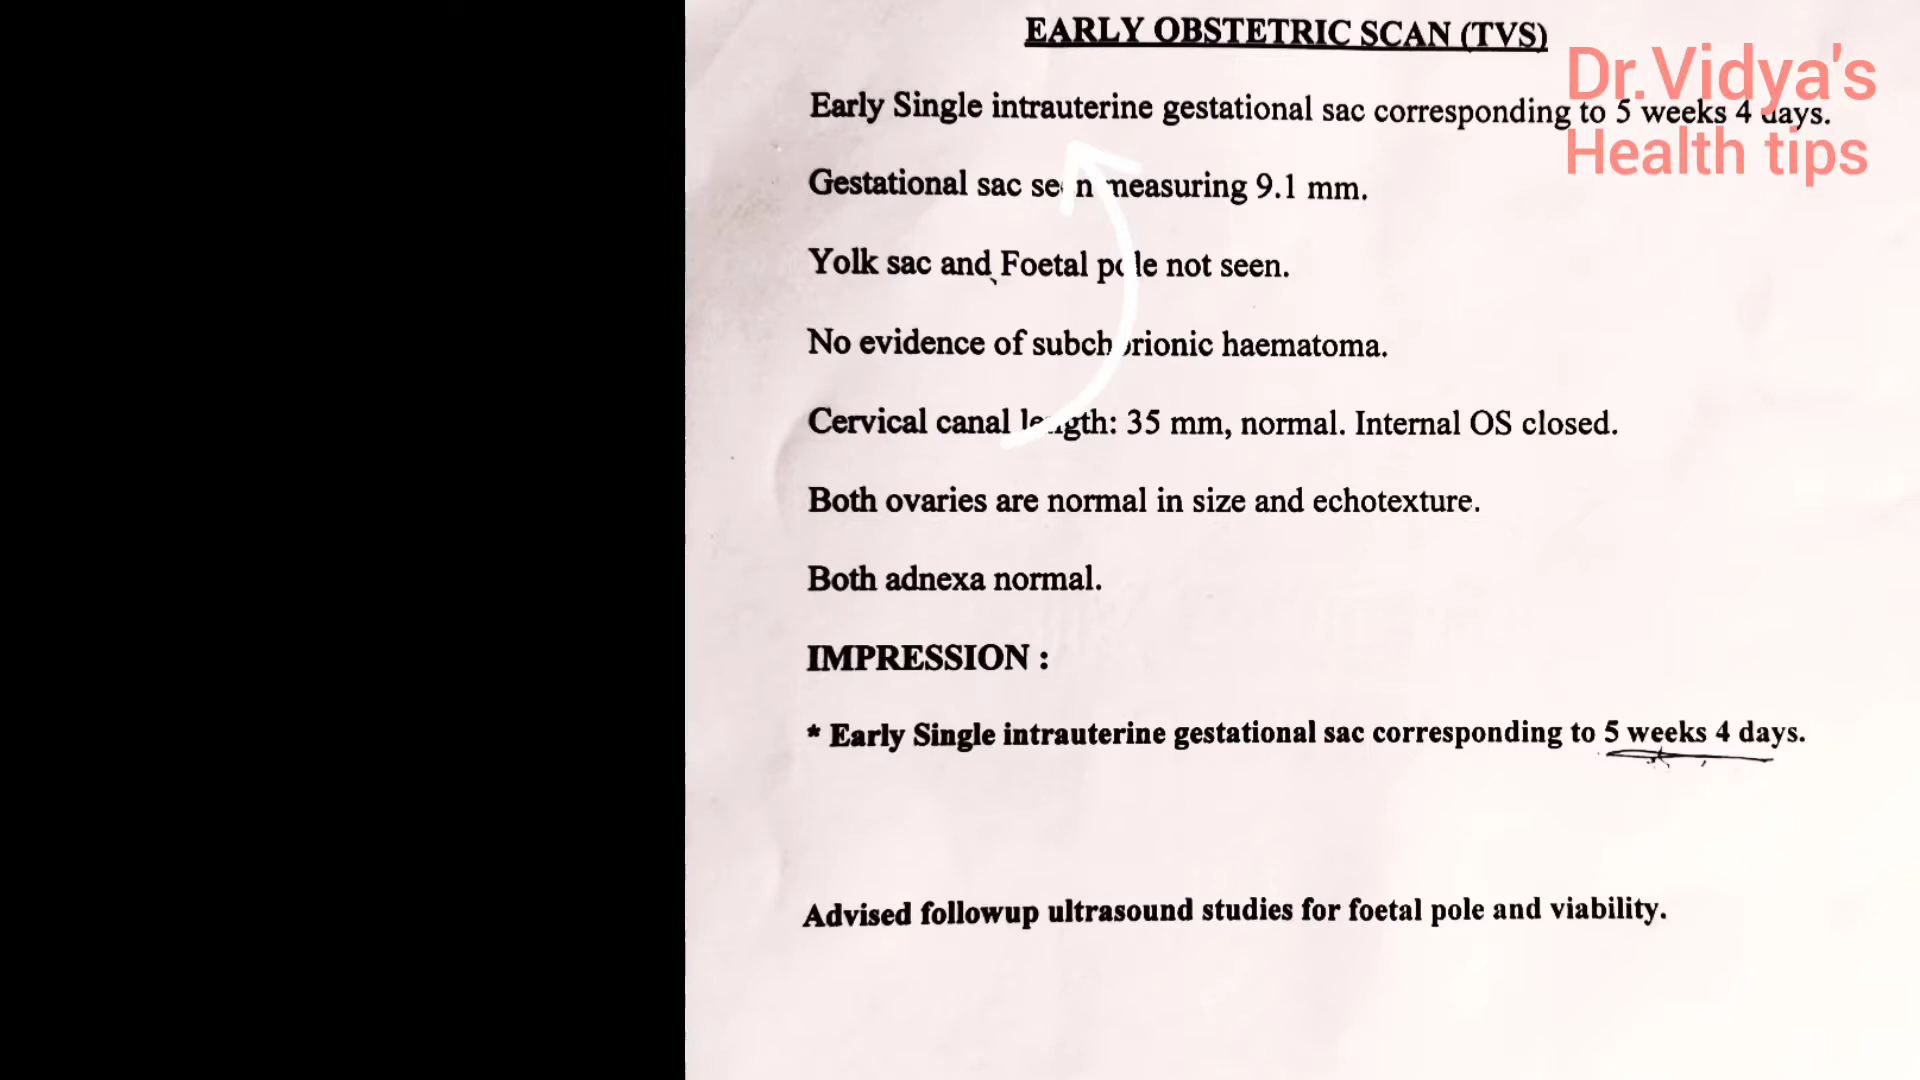 EARLY OBSTETRIC SCAN (TVS)
Dr.Vidya's
Health tips
Early Single intrauterine gestational sac corresponding to 5 weeks 4 days.
Gestational sac seen measuring 9.1 mm.
Yolk sac and Foetal pole not seen.
No evidence of subchorionic haematoma.
Cervical canal length: 35 mm, normal. Internal OS closed.
Both ovaries are normal in size and echotexture.
Both adnexa normal.
IMPRESSION :
* Early Single intrauterine gestational sac corresponding to 5 weeks 4 days.
Advised followup ultrasound studies for foetal pole and viability.